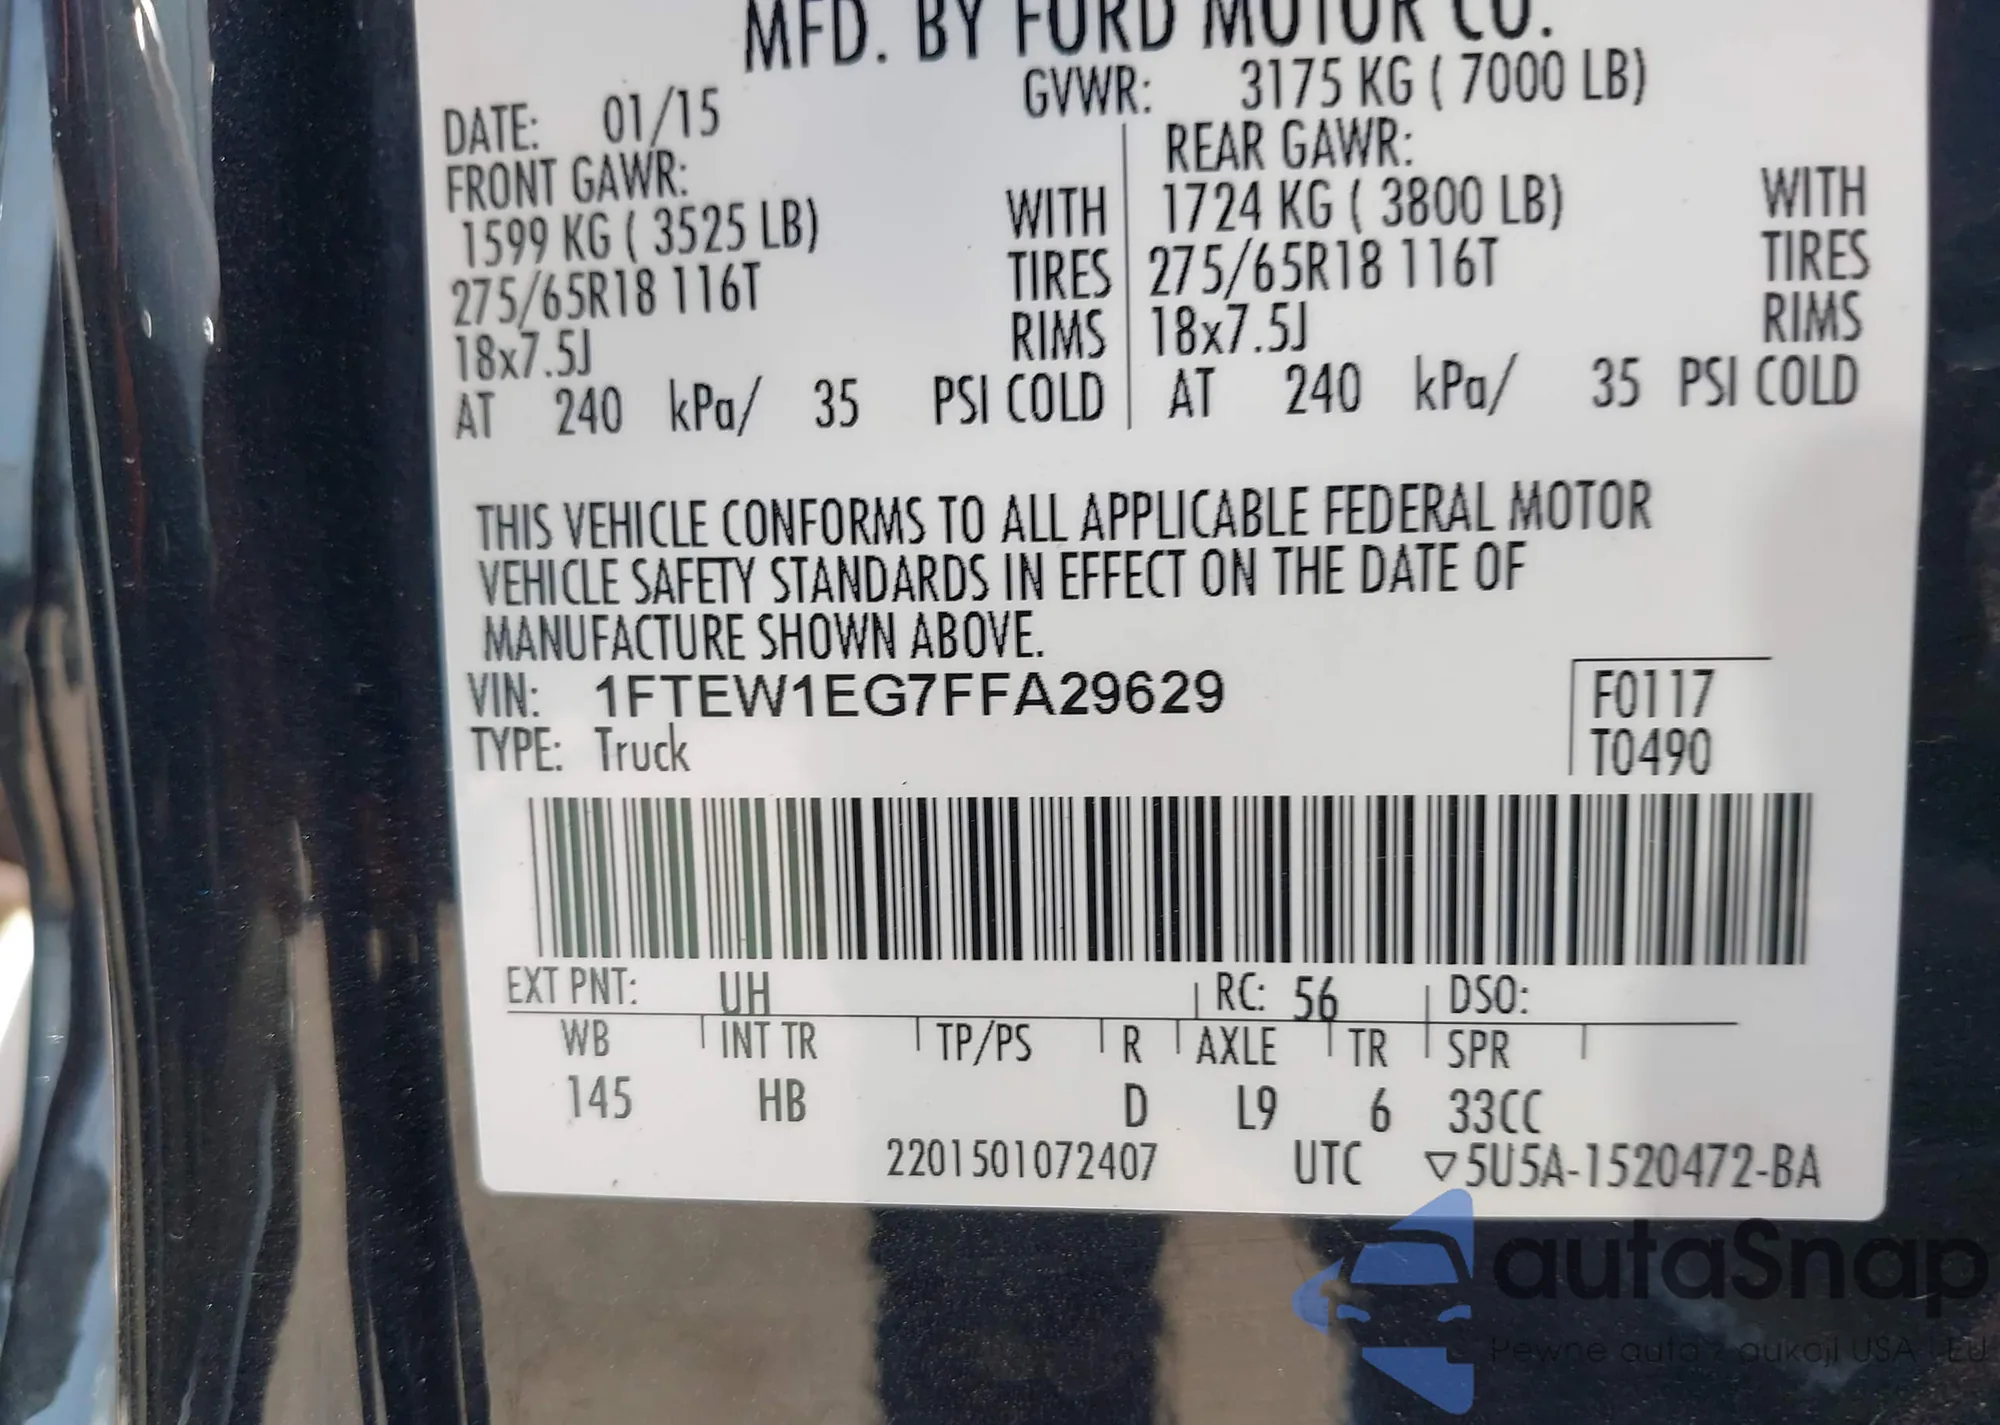 MFD. BY FORD MOTOR CO.
DATE: 01/15 GVWR: 3175 KG ( 7000 LB)
FRONT GAWR: REAR GAWR:
1599 KG ( 3525 LB) WITH 1724 KG ( 3800 LB) WITH
275/65R18 116T TIRES 275/65R18 116T TIRES
18x7.5J RIMS 18x7.5J RIMS
AT 240 kPa/ 35 PSI COLD AT 240 kPa/ 35 PSI COLD
THIS VEHICLE CONFORMS TO ALL APPLICABLE FEDERAL MOTOR
VEHICLE SAFETY STANDARDS IN EFFECT ON THE DATE OF
MANUFACTURE SHOWN ABOVE.
VIN: 1FTEW1EG7FFA29629 F0117
TYPE: Truck T0490
EXT PNT: UH RC: 56 DSO:
WB INT TR TP/PS R AXLE TR SPR
145 HB D L9 6 33CC
2201501072407 UTC ▽5U5A-1520472-BA
autaSnap
Pewne auta z aukcji USA i EU